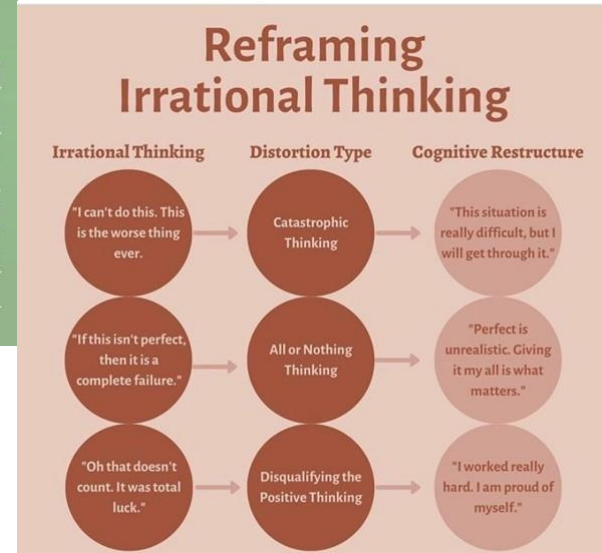 Reframing
Irrational Thinking
Irrational Thinking
Distortion Type
Cognitive Restructure
"I can't do this. This
is the worse thing
ever.
Catastrophic
Thinking
"This situation is
really difficult, but I
will get through it."
"If this isn't perfect,
then it is a
complete failure."
All or Nothing
Thinking
"Perfect is
unrealistic. Giving
it my all is what
matters."
"Oh that doesn't
count. It was total
luck."
Disqualifying the
Positive Thinking
"I worked really
hard. I am proud of
myself."